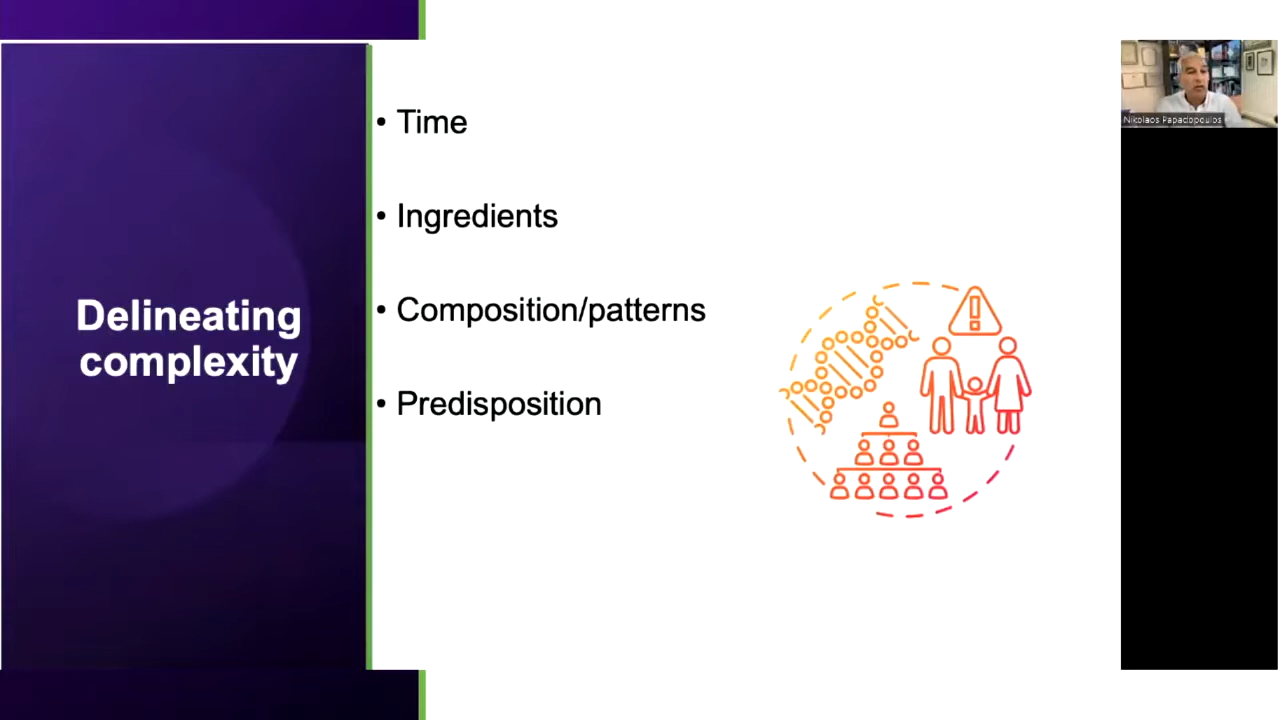 Delineating
complexity
• Time
• Ingredients
• Composition/patterns
• Predisposition
Nikolaos Papadopoulos